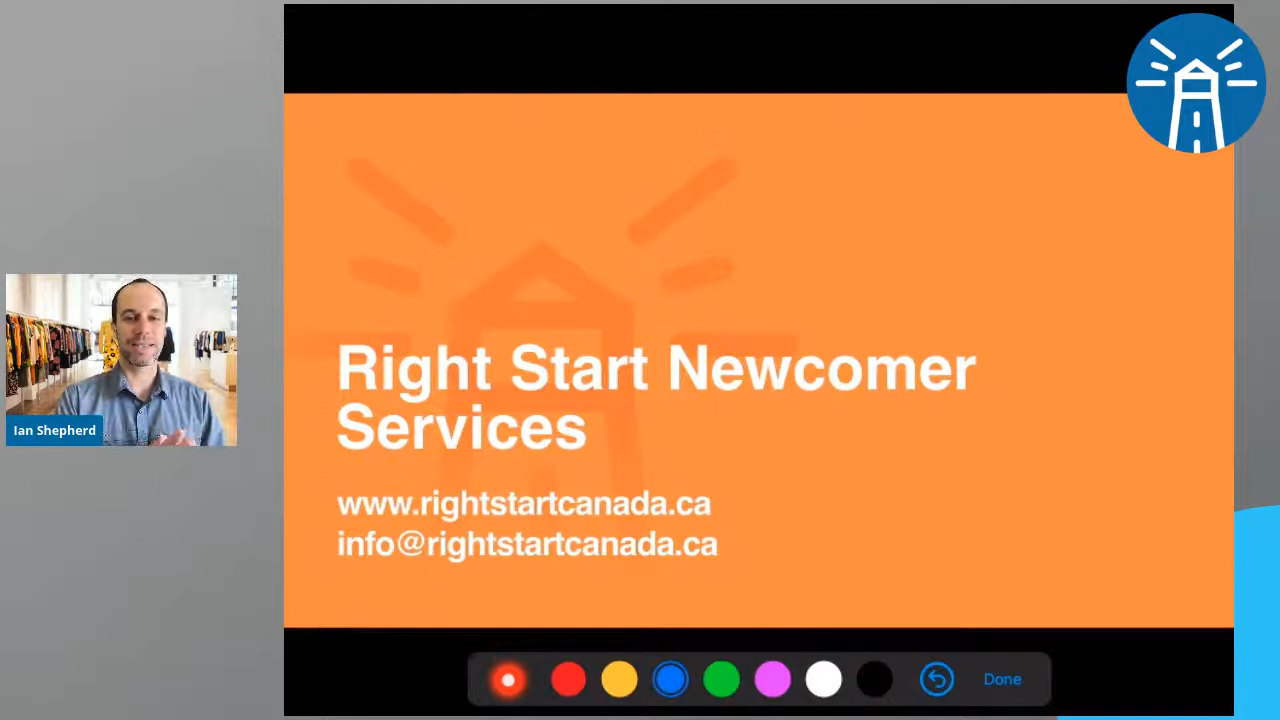 Right Start Newcomer
Services
www.rightstartcanada.ca
info@rightstartcanada.ca
Ian Shepherd
Done